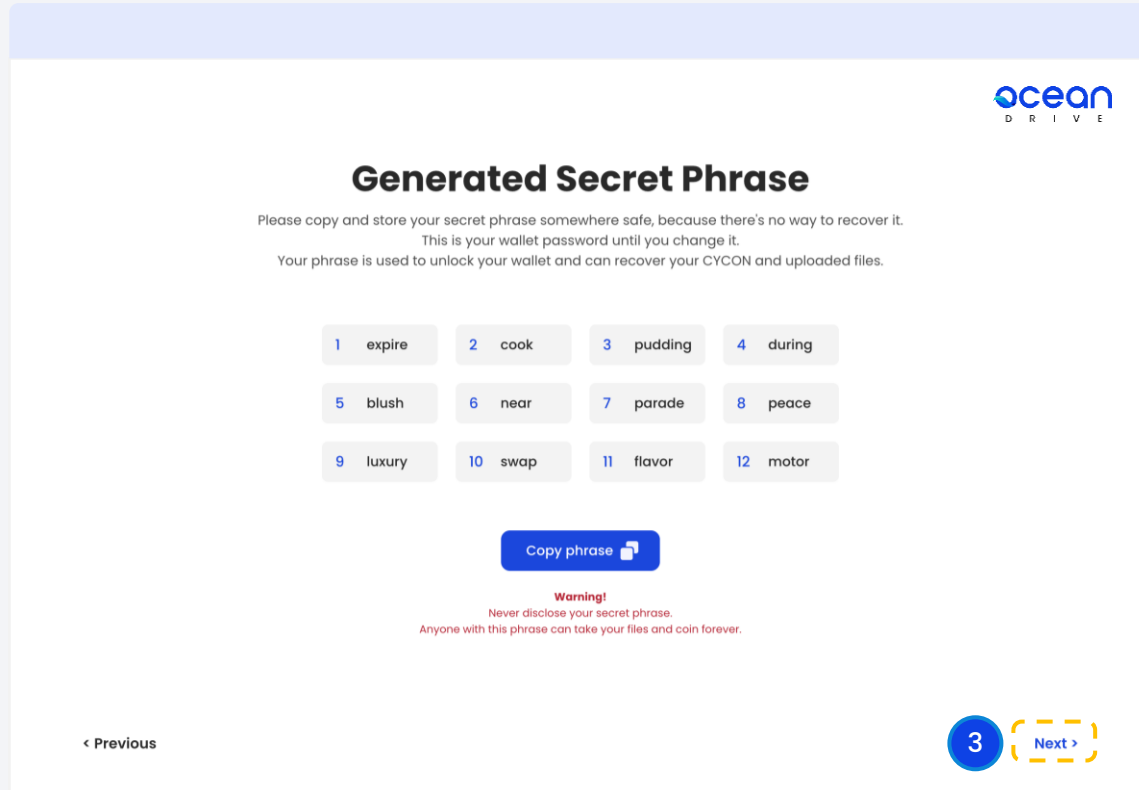 ocean
DRIVE
Generated Secret Phrase
Please copy and store your secret phrase somewhere safe, because there's no way to recover it.
This is your wallet password until you change it.
Your phrase is used to unlock your wallet and can recover your CYCON and uploaded files.
1 expire 2 cook 3 pudding 4 during
5 blush 6 near 7 parade 8 peace
9 luxury 10 swap 11 flavor 12 motor
Copy phrase
Warning!
Never disclose your secret phrase.
Anyone with this phrase can take your files and coin forever.
< Previous 3 Next >